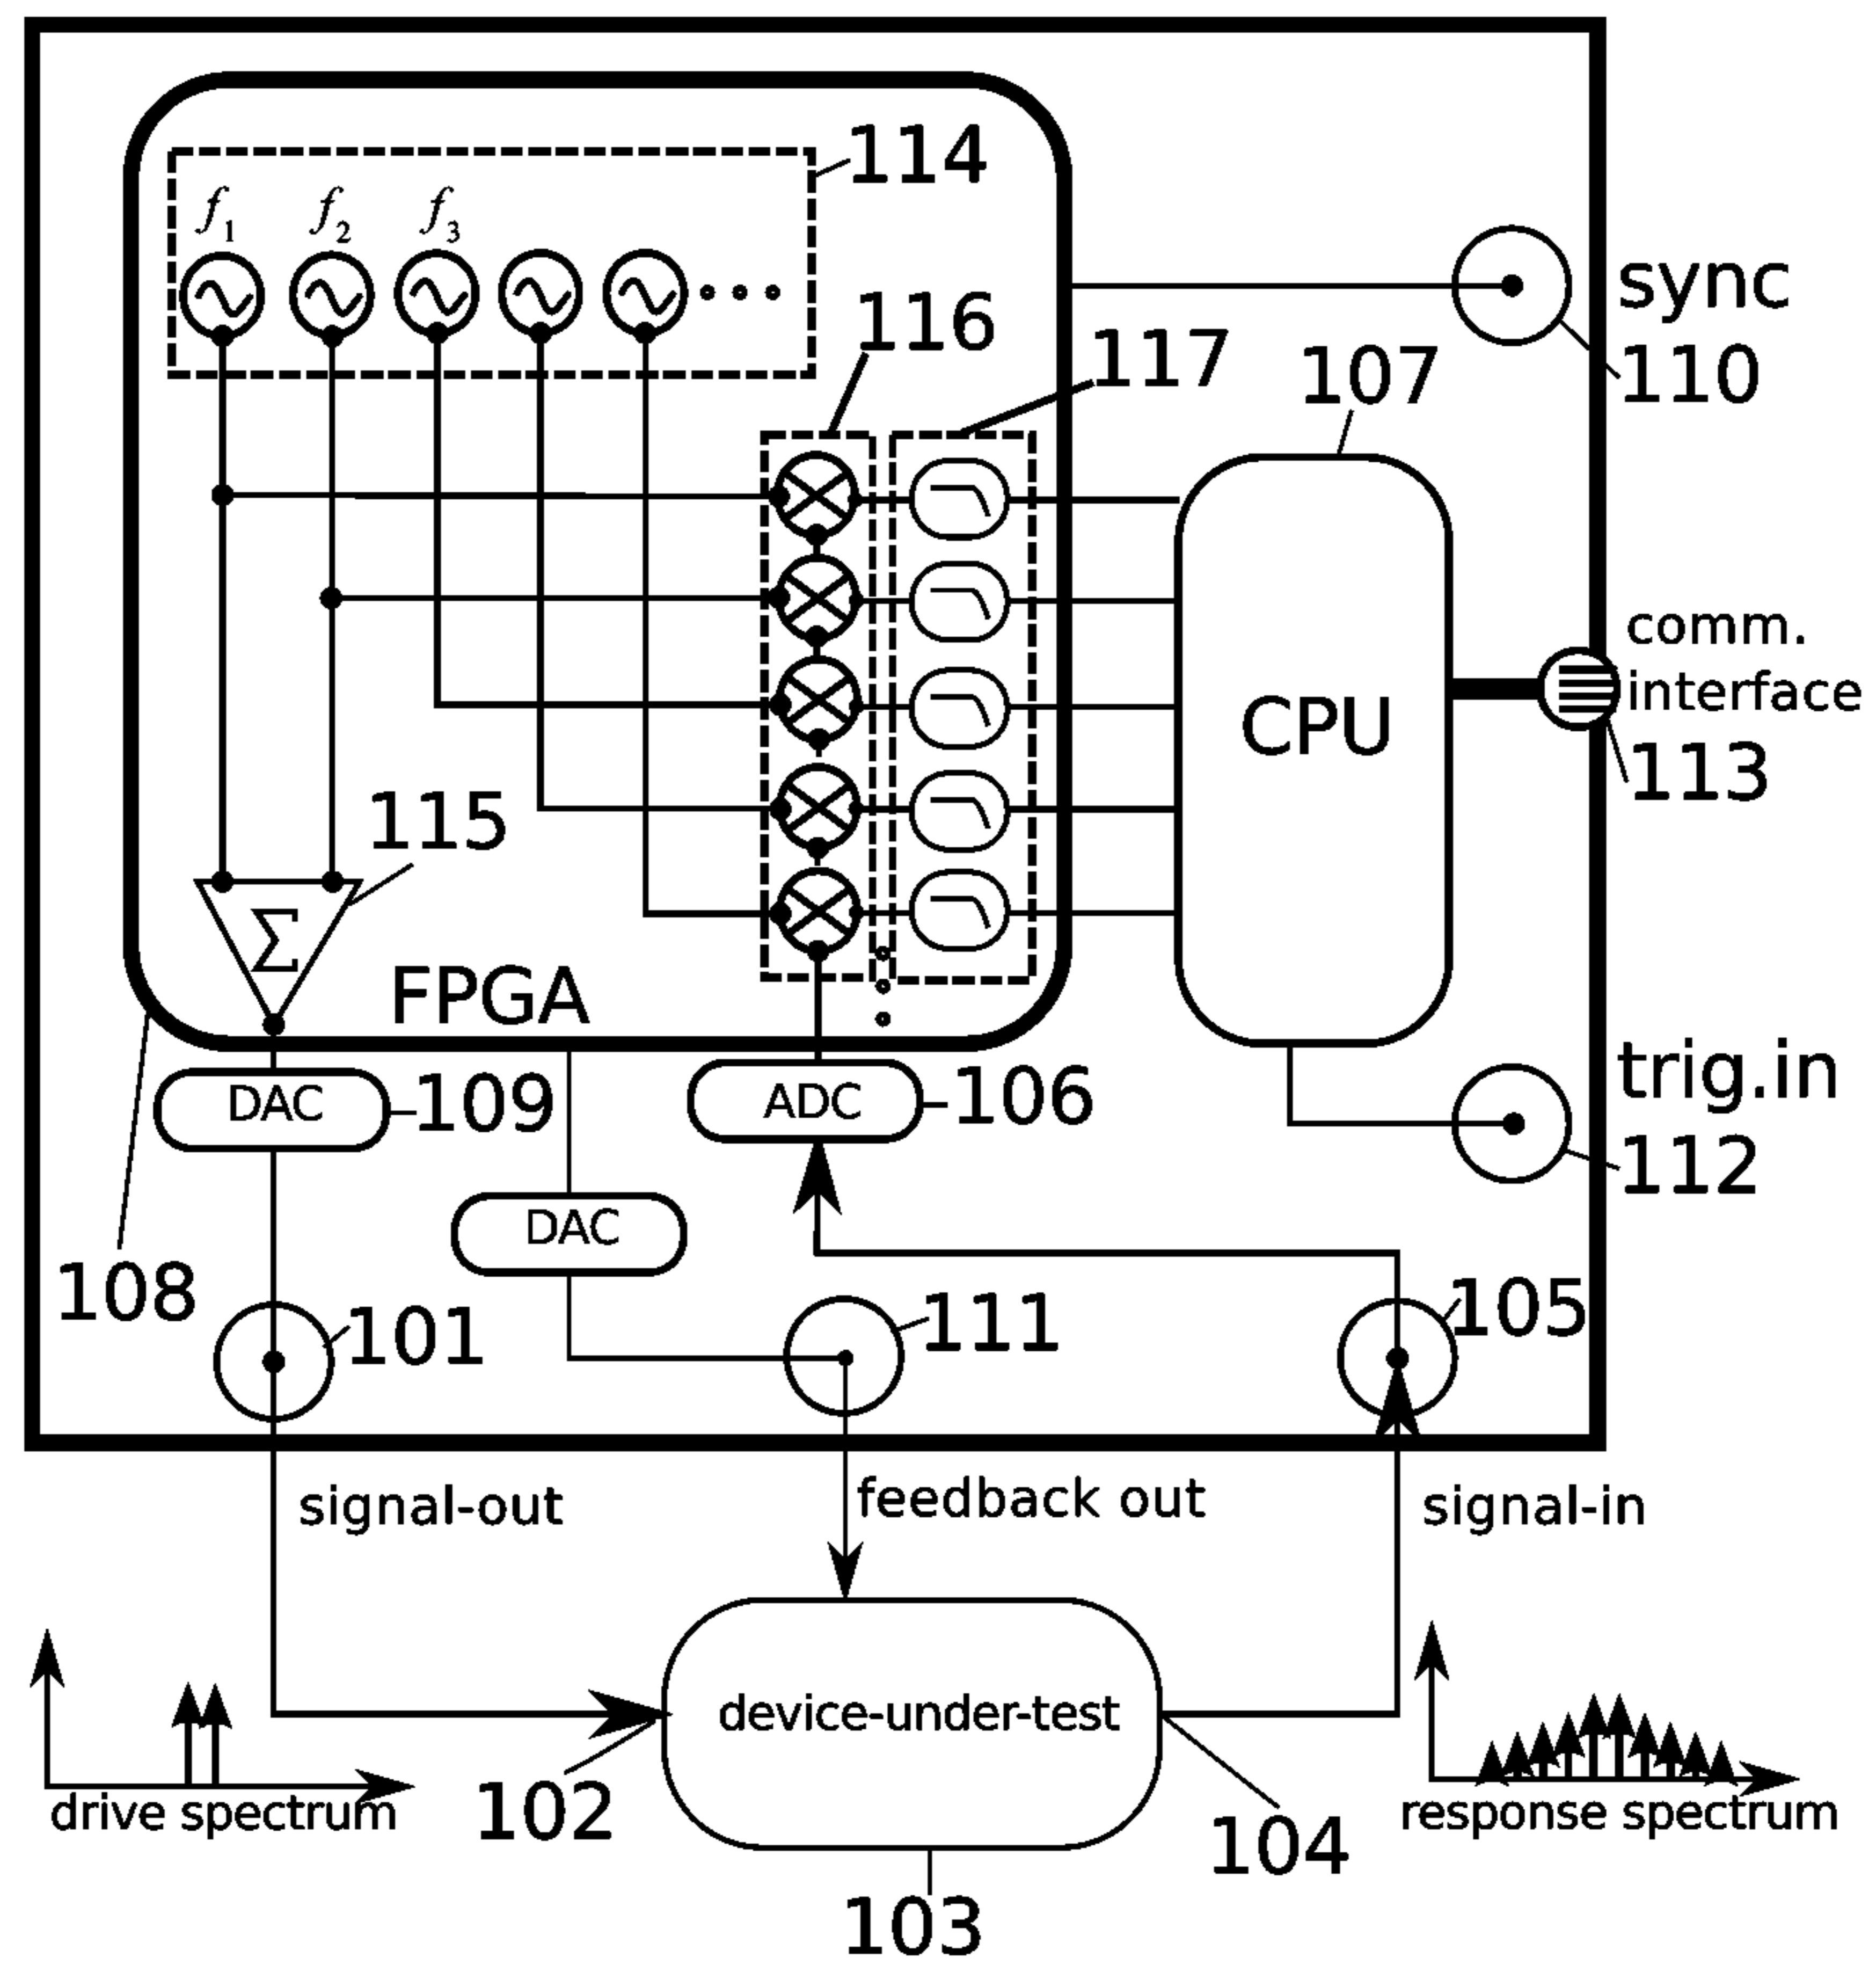 114
f1 f2 f3
116
117
107
sync
110
comm.
interface
113
CPU
115
Σ
FPGA
trig.in
112
DAC
109
ADC
106
DAC
108
101
111
105
signal-out
feedback out
signal-in
device-under-test
drive spectrum
102
104
response spectrum
103